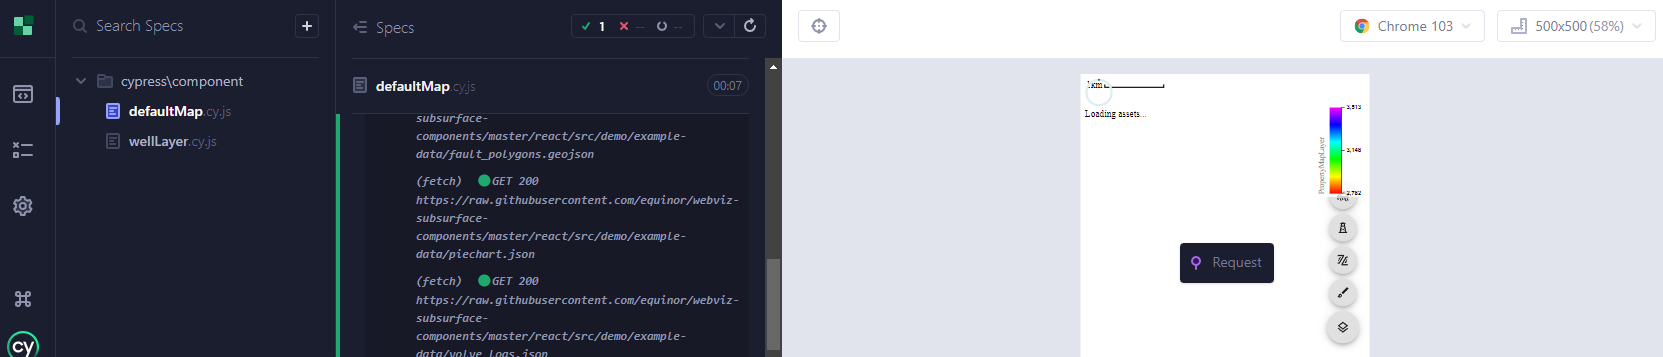 Search Specs
+
cypress\component
defaultMap.cy.js
wellLayer.cy.js
cy
Specs
1 -- --
defaultMap.cy.js 00:07
subsurface-
components/master/react/src/demo/example-
data/fault_polygons.geojson
(fetch) GET 200
https://raw.githubusercontent.com/equinor/webviz-
subsurface-
components/master/react/src/demo/example-
data/piechart.json
(fetch) GET 200
https://raw.githubusercontent.com/equinor/webviz-
subsurface-
components/master/react/src/demo/example-
data/volve_logs.json
Chrome 103
500x500 (58%)
1km
Loading assets...
PropertyMapLayer
3,513
3,148
2,782
Request